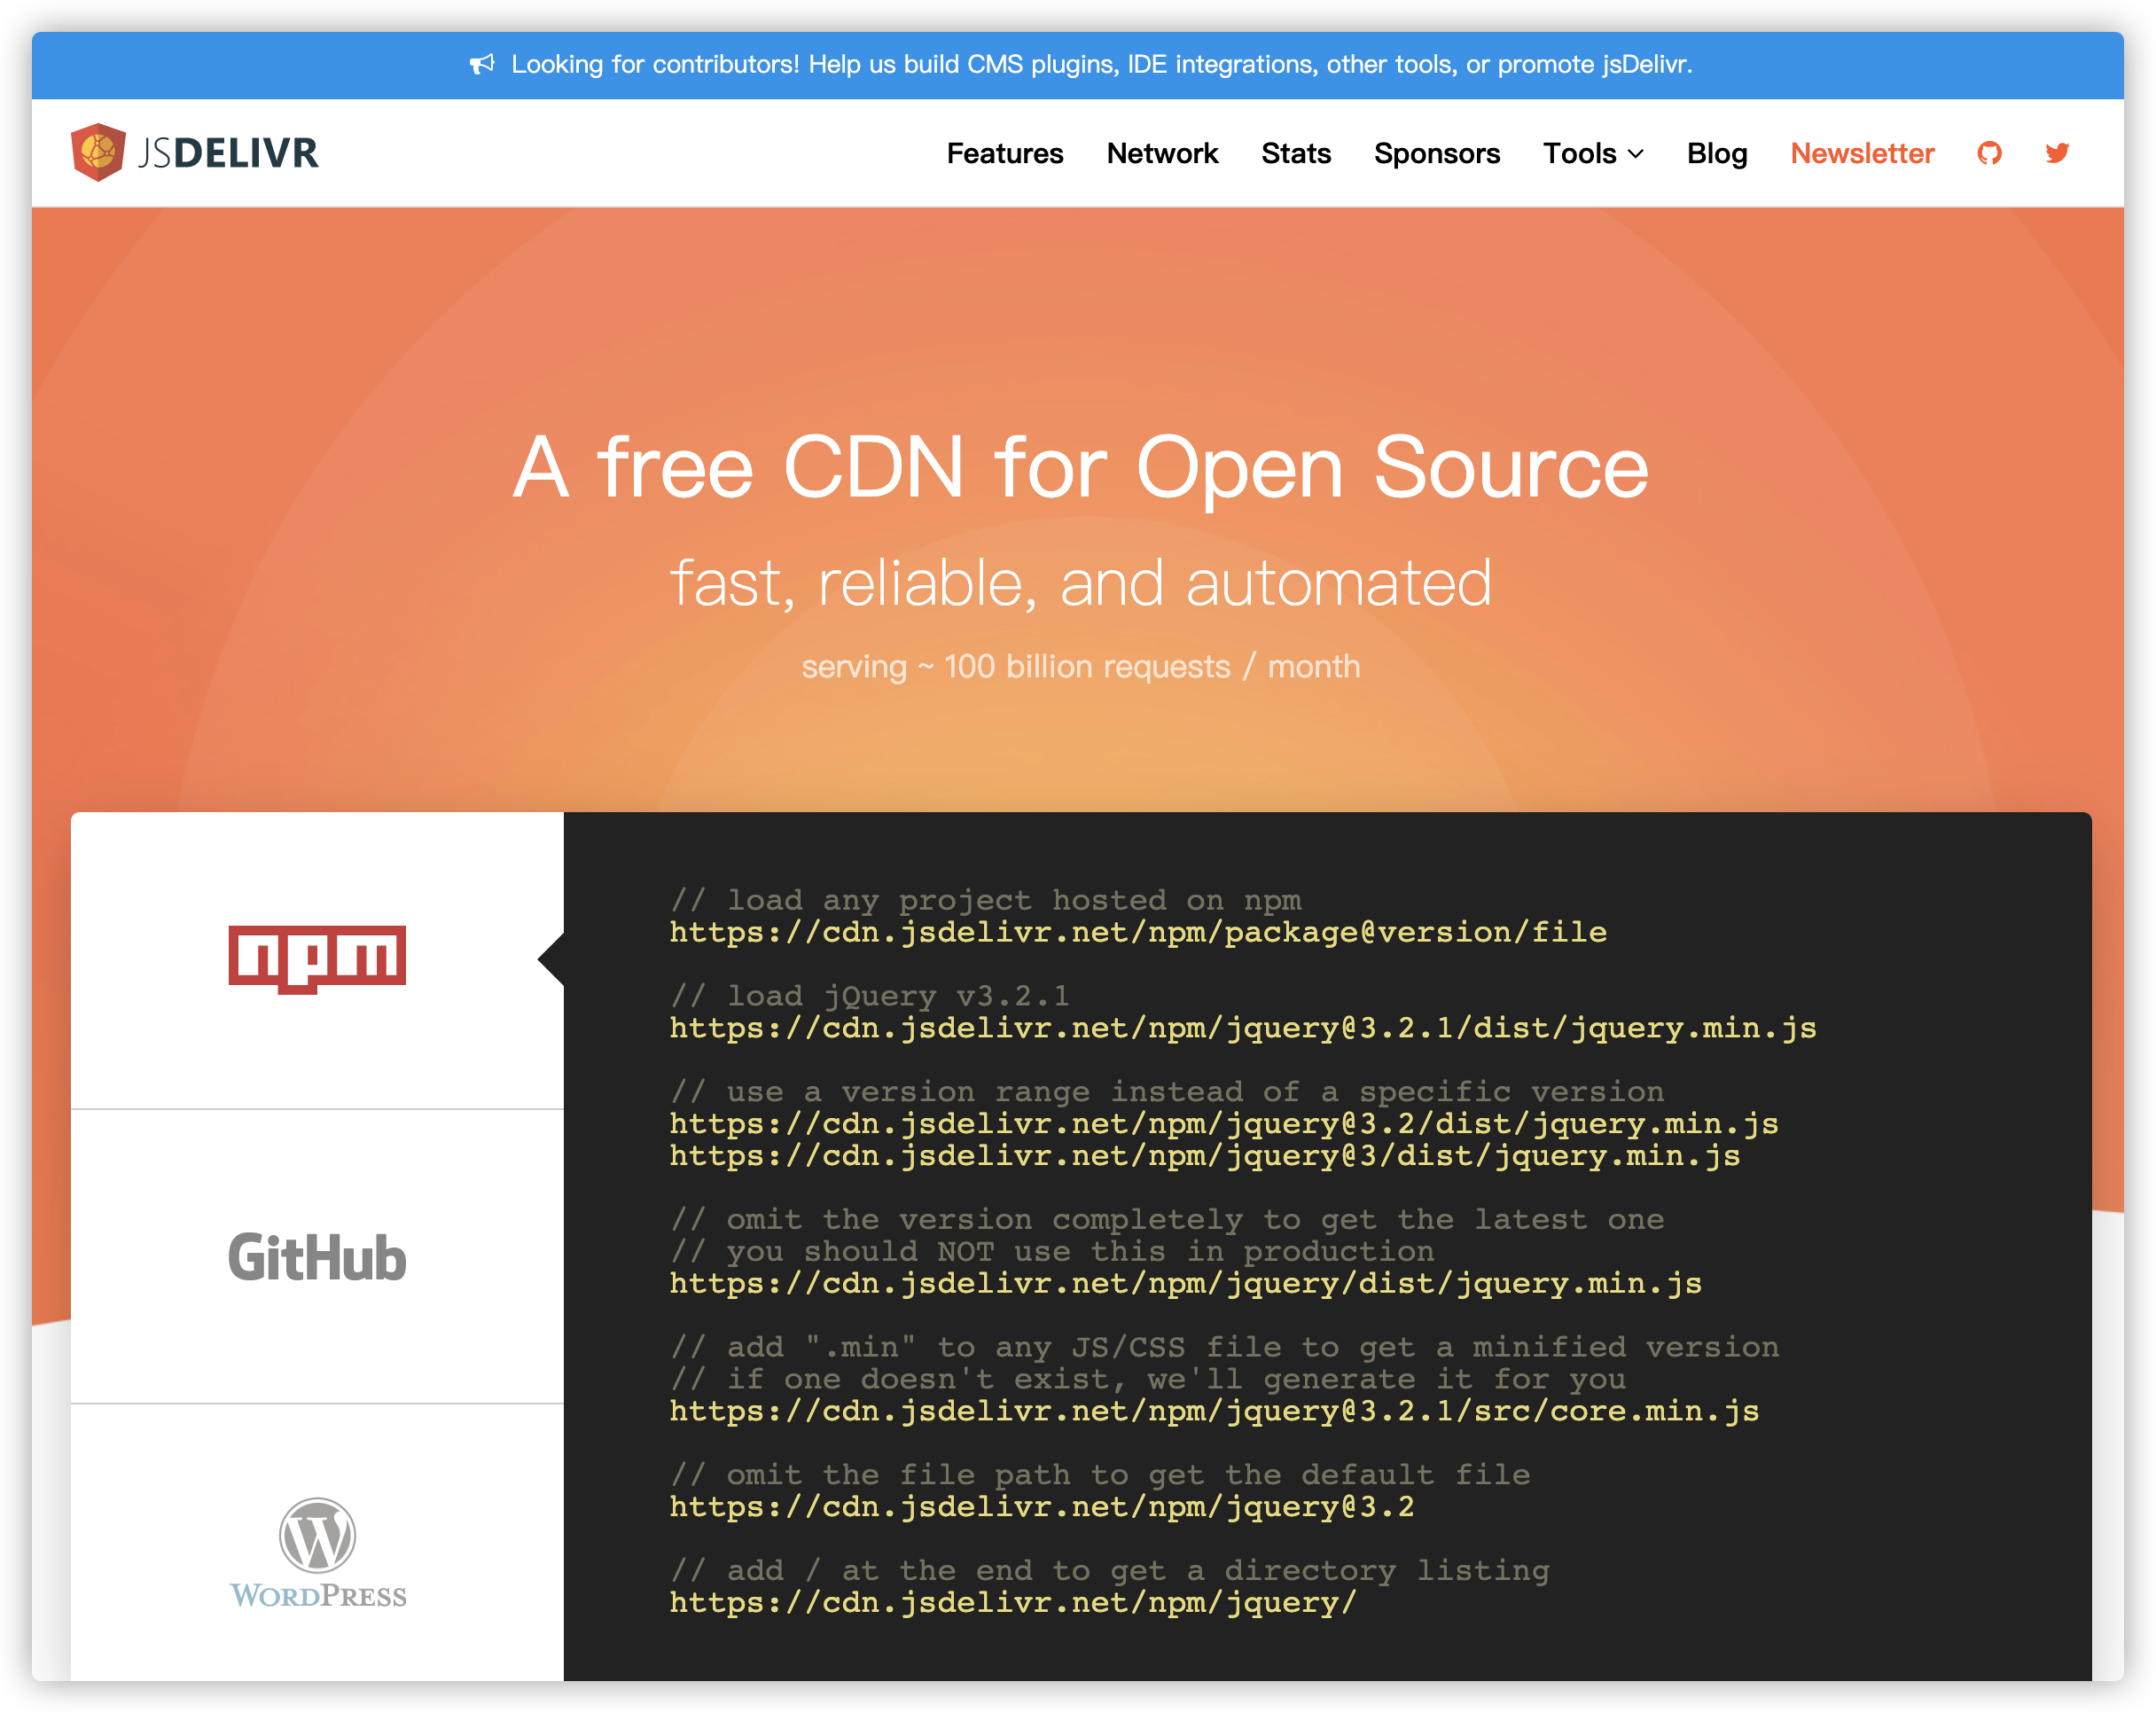 Looking for contributors! Help us build CMS plugins, IDE integrations, other tools, or promote jsDelivr.
JSDELIVR
Features Network Stats Sponsors Tools Blog Newsletter
A free CDN for Open Source
fast, reliable, and automated
serving ~ 100 billion requests / month
npm
GitHub
W
WORDPRESS
// load any project hosted on npm
https://cdn.jsdelivr.net/npm/package@version/file
// load jQuery v3.2.1
https://cdn.jsdelivr.net/npm/jquery@3.2.1/dist/jquery.min.js
// use a version range instead of a specific version
https://cdn.jsdelivr.net/npm/jquery@3.2/dist/jquery.min.js
https://cdn.jsdelivr.net/npm/jquery@3/dist/jquery.min.js
// omit the version completely to get the latest one
// you should NOT use this in production
https://cdn.jsdelivr.net/npm/jquery/dist/jquery.min.js
// add ".min" to any JS/CSS file to get a minified version
// if one doesn't exist, we'll generate it for you
https://cdn.jsdelivr.net/npm/jquery@3.2.1/src/core.min.js
// omit the file path to get the default file
https://cdn.jsdelivr.net/npm/jquery@3.2
// add / at the end to get a directory listing
https://cdn.jsdelivr.net/npm/jquery/